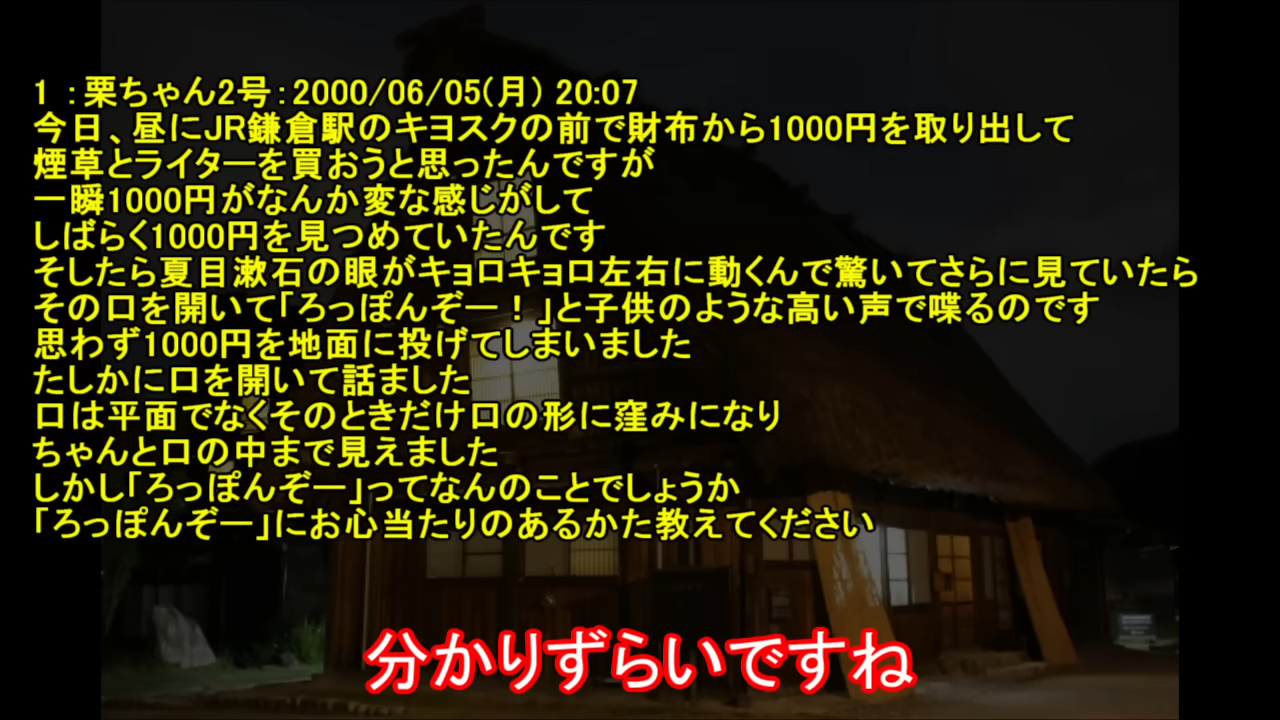 1 ：栗ちゃん2号：2000/06/05(月) 20:07
今日、昼にJR鎌倉駅のキヨスクの前で財布から1000円を取り出して
煙草とライターを買おうと思ったんですが
一瞬1000円がなんか変な感じがして
しばらく1000円を見つめていたんです
そしたら夏目漱石の眼がキョロキョロ左右に動くんで驚いてさらに見ていたら
その口を開いて｢ろっぽんぞー！｣と子供のような高い声で喋るのです
思わず1000円を地面に投げてしまいました
たしかに口を開いて話ました
口は平面でなくそのときだけ口の形に窪みになり
ちゃんと口の中まで見えました
しかし｢ろっぽんぞー｣ってなんのことでしょうか
｢ろっぽんぞー｣にお心当たりのあるかた教えてください
分かりずらいですね